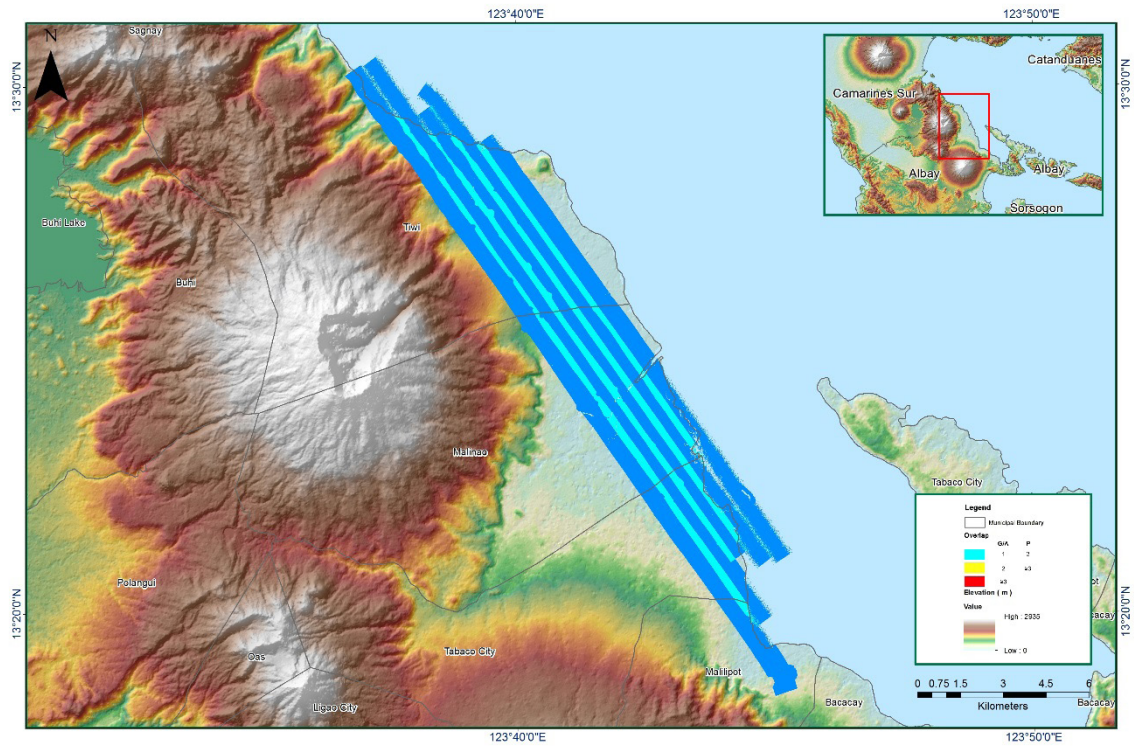 123°40'0"E
123°50'0"E
Sagnay
N
13°30'0"N
13°30'0"N
Catanduanes
Camarines Sur
Albay
Albay
Sorsogon
Buhi Lake
Tiwi
Buhi
Malinao
Tabaco City
Legend
Municipal Boundary
Overlap
G/A P
1 2
2 ≥3
≥3
Elevation ( m )
Value
High : 2935
Low : 0
Polangui
13°20'0"N
13°20'0"N
Oas
Tabaco City
Malilipot
Ligao City
Bacacay
Bacacay
0 0.75 1.5 3 4.5 6
Kilometers
123°40'0"E
123°50'0"E